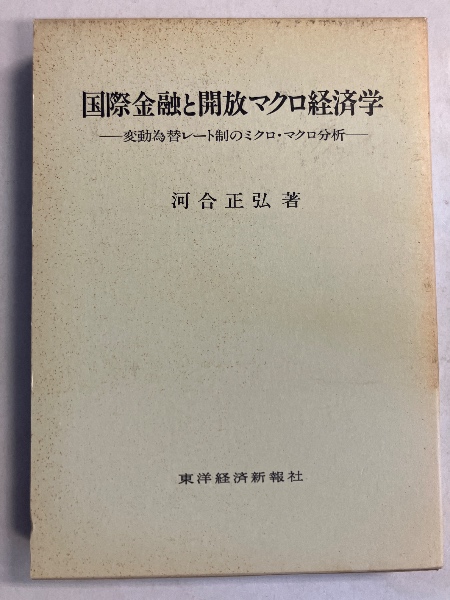 国際金融と開放マクロ経済学
―変動為替レート制のミクロ・マクロ分析―
河合正弘著
東洋経済新報社